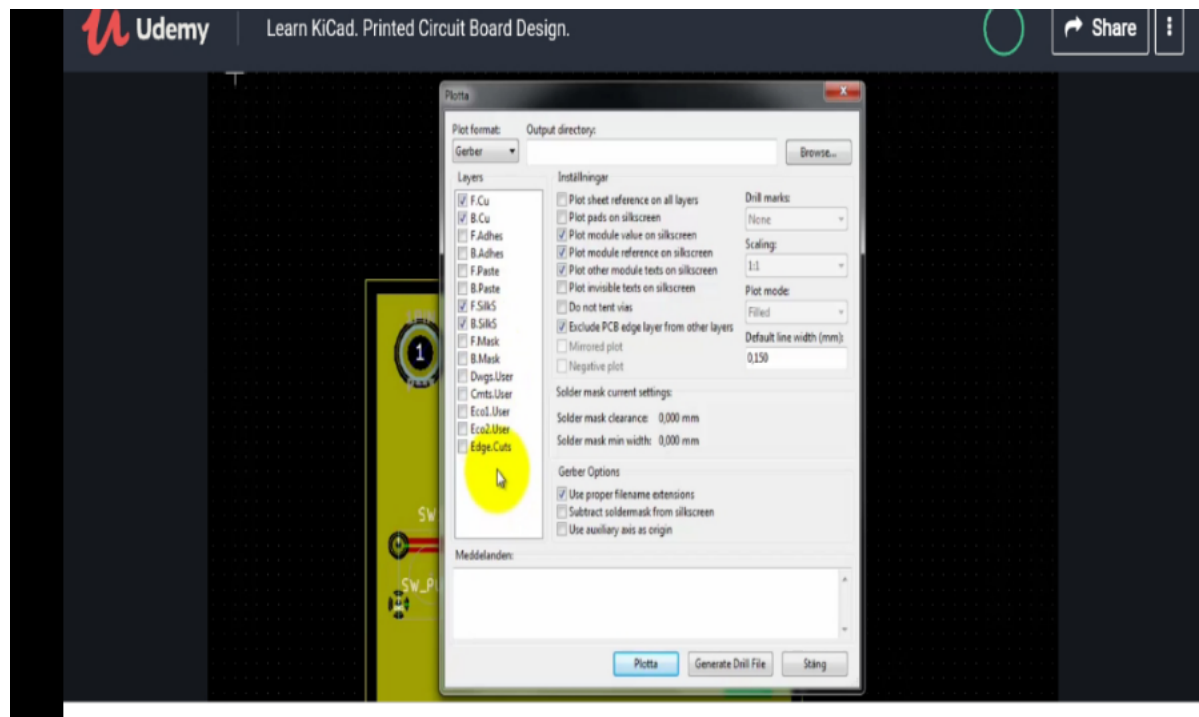 Udemy
Learn KiCad. Printed Circuit Board Design.
Share
Plotta
Plot format:
Output directory:
Gerber
Browse...
Layers
F.Cu
B.Cu
F.Adhes
B.Adhes
F.Paste
B.Paste
F.SilkS
B.SilkS
F.Mask
B.Mask
Dwgs.User
Cmts.User
Eco1.User
Eco2.User
Edge.Cuts
Inställningar
Plot sheet reference on all layers
Plot pads on silkscreen
Plot module value on silkscreen
Plot module reference on silkscreen
Plot other module texts on silkscreen
Plot invisible texts on silkscreen
Do not tent vias
Exclude PCB edge layer from other layers
Mirrored plot
Negative plot
Drill marks:
None
Scaling:
1:1
Plot mode:
Filled
Default line width (mm):
0,150
Solder mask current settings:
Solder mask clearance: 0,000 mm
Solder mask min width: 0,000 mm
Gerber Options
Use proper filename extensions
Subtract soldermask from silkscreen
Use auxiliary axis as origin
Meddelanden:
Plotta
Generate Drill File
Stäng
1
SW
SW_PU